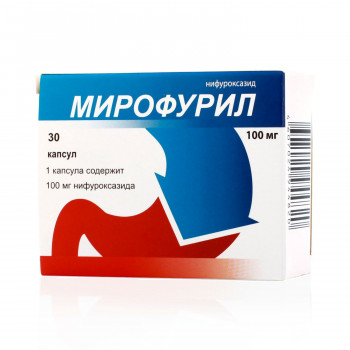 нифуроксазид
МИРОФУРИЛ
30
капсул
100 мг
1 капсула содержит
100 мг нифуроксазида